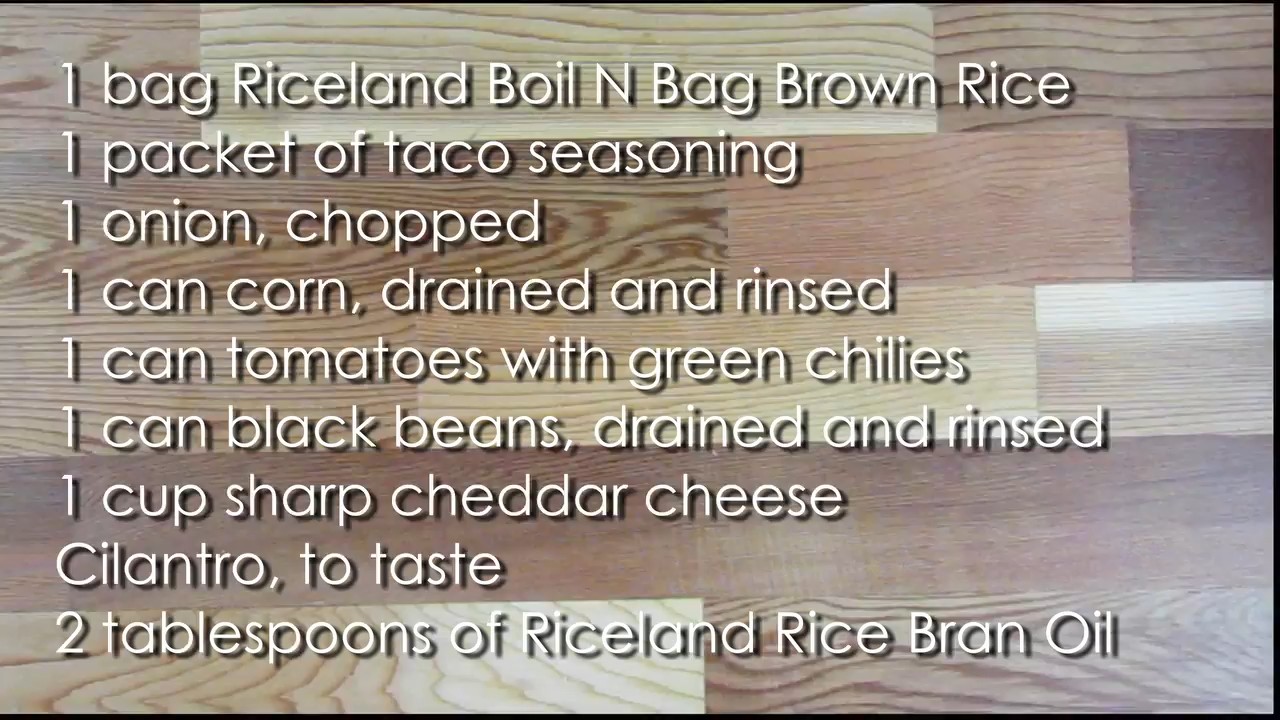 1 bag Riceland Boil N Bag Brown Rice
1 packet of taco seasoning
1 onion, chopped
1 can corn, drained and rinsed
1 can tomatoes with green chilies
1 can black beans, drained and rinsed
1 cup sharp cheddar cheese
Cilantro, to taste
2 tablespoons of Riceland Rice Bran Oil